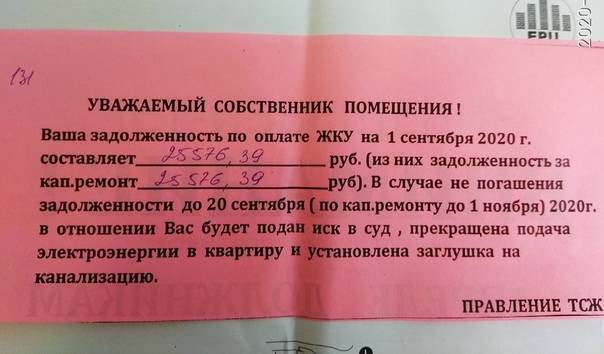 2020-
131
УВАЖАЕМЫЙ СОБСТВЕННИК ПОМЕЩЕНИЯ !
Ваша задолженность по оплате ЖКУ на 1 сентября 2020 г.
составляет 25576,39 руб. (из них задолженность за
кап.ремонт 25576,39 руб). В случае не погашения
задолженности до 20 сентября ( по кап.ремонту до 1 ноября) 2020г.
в отношении Вас будет подан иск в суд , прекращена подача
электроэнергии в квартиру и установлена заглушка на
канализацию.
ПРАВЛЕНИЕ ТСЖ